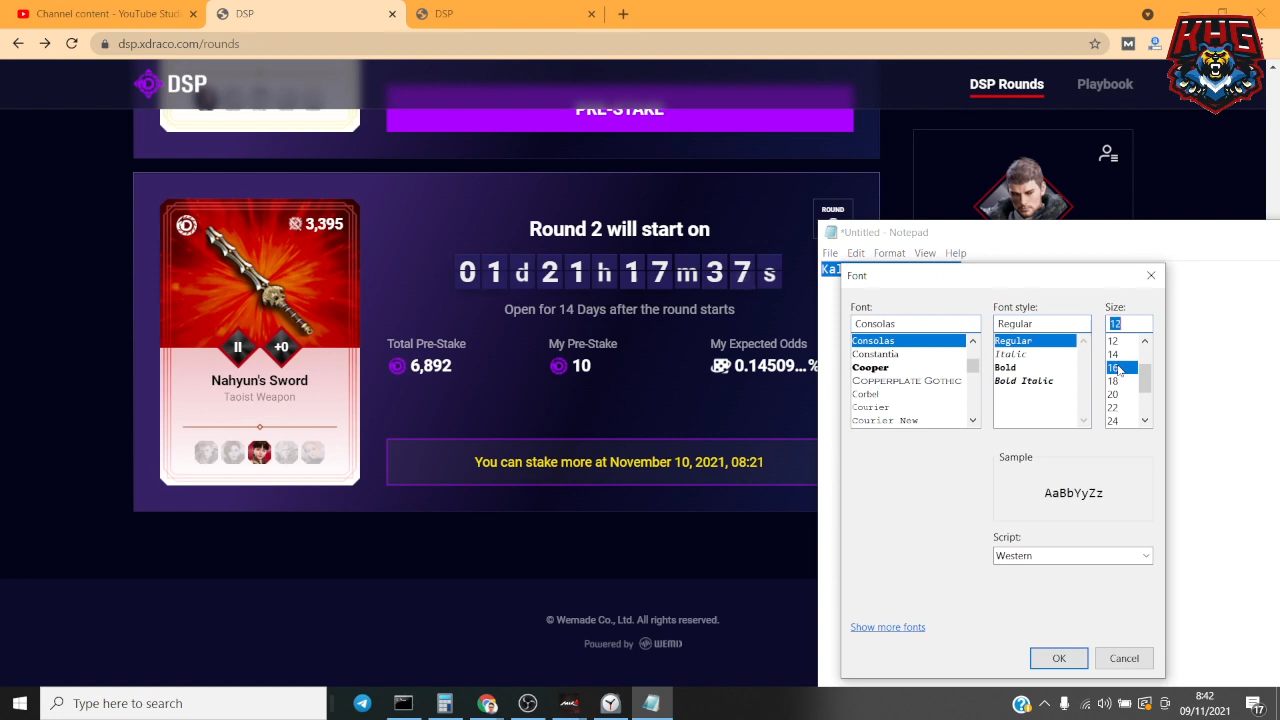 Content - YouTube
DSP
DSP
dsp.xdraco.com/rounds
KHG
DSP
DSP Rounds
Playbook
PRE-STAKE
3,395
II
+0
Nahyun's Sword
Taoist Weapon
Round 2 will start on
ROUND
01d21h17m37s
Open for 14 Days after the round starts
Total Pre-Stake
My Pre-Stake
My Expected Odds
6,892
10
0.14509...%
You can stake more at November 10, 2021, 08:21
© Wemade Co., Ltd. All rights reserved.
Powered by WEMIX
*Untitled - Notepad
File Edit Format View Help
Kal
Font
Font:
Font style:
Size:
Consolas
Regular
12
Consolas
Constantia
Cooper
Copperplate Gothic
Corbel
Courier
Courier New
Regular
Italic
Bold
Bold Italic
12
14
16
18
20
22
24
Sample
AaBbYyZz
Script:
Western
Show more fonts
OK
Cancel
Type here to search
8:42
09/11/2021
17